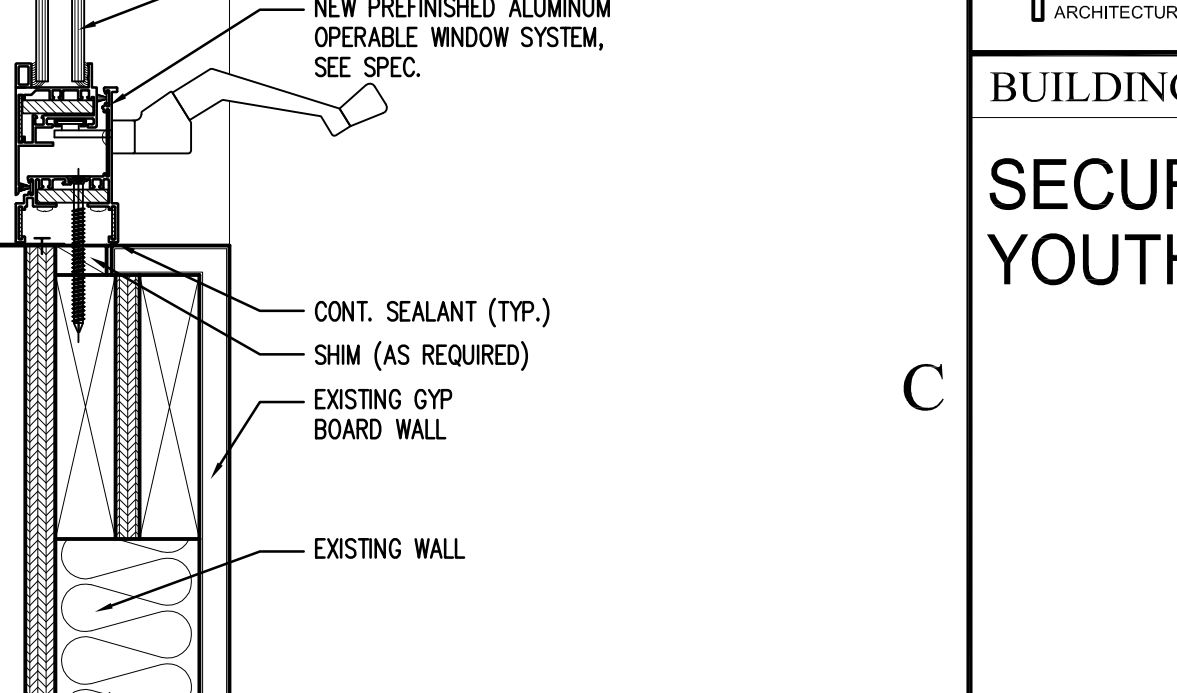 NEW PREFINISHED ALUMINUM
OPERABLE WINDOW SYSTEM,
SEE SPEC.
CONT. SEALANT (TYP.)
SHIM (AS REQUIRED)
EXISTING GYP
BOARD WALL
EXISTING WALL
C
ARCHITECTUR
BUILDING
SECUR
YOUTH